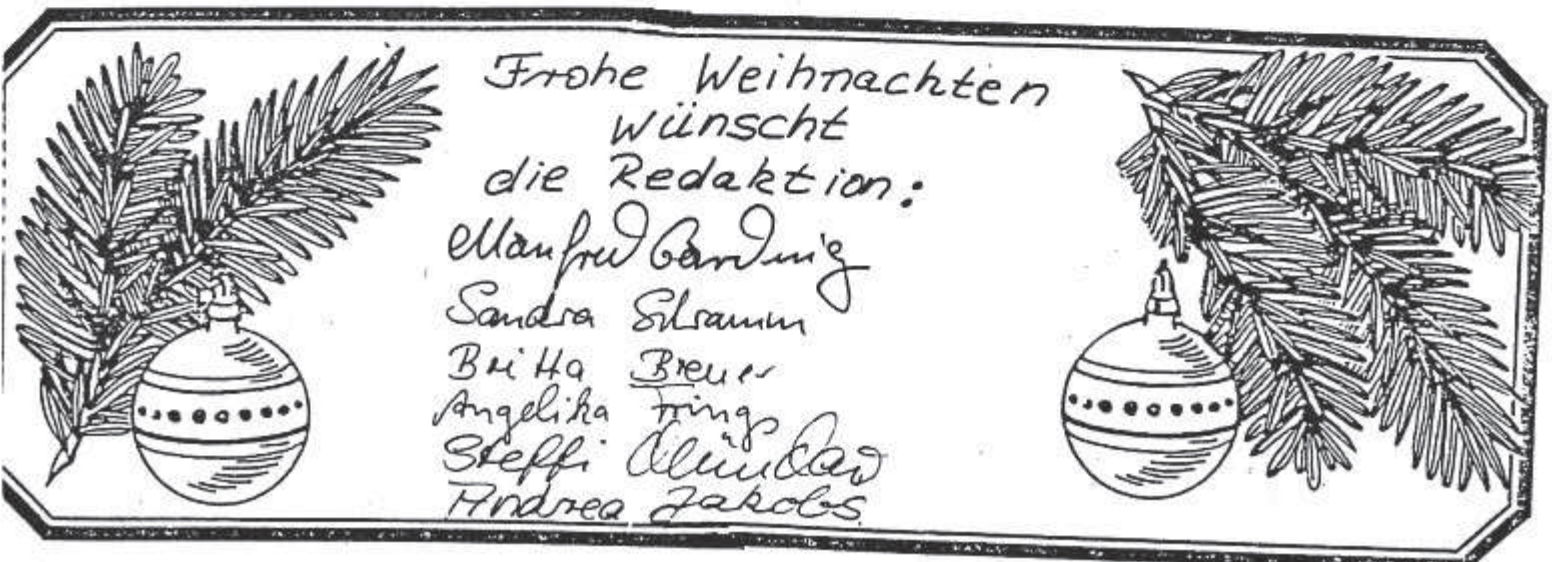 Frohe Weihnachten
wünscht
die Redaktion:
Manfred
Sandra Schramm
Britta Breuer
Angelika Frings
Steffi
Andrea Jakobs